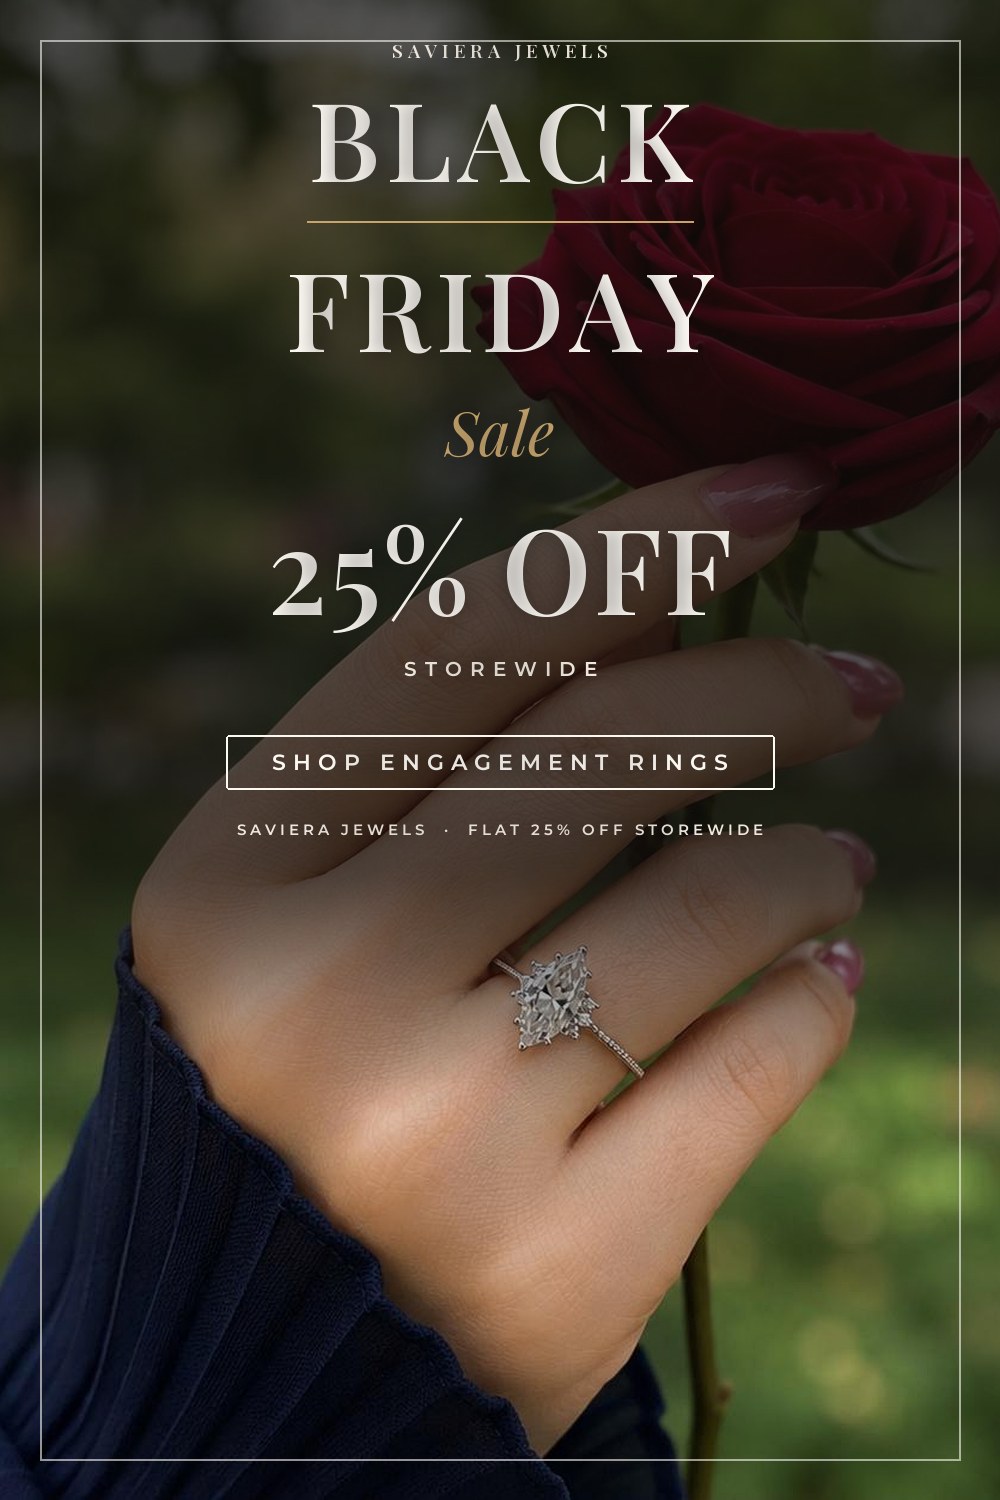 SAVIERA JEWELS
BLACK
FRIDAY
Sale
25% OFF
STOREWIDE
SHOP ENGAGEMENT RINGS
SAVIERA JEWELS · FLAT 25% OFF STOREWIDE